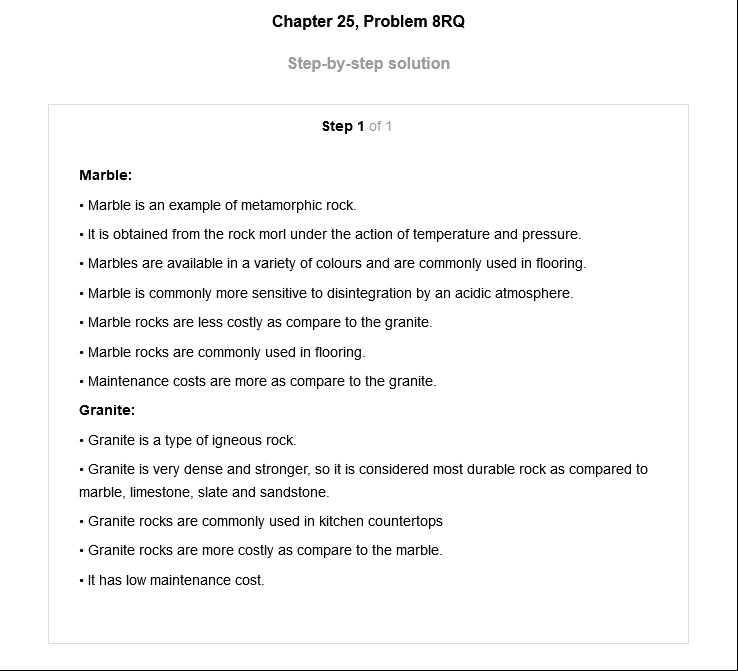 Chapter 25, Problem 8RQ
Step-by-step solution
Step 1 of 1
Marble:
• Marble is an example of metamorphic rock.
• It is obtained from the rock morl under the action of temperature and pressure.
• Marbles are available in a variety of colours and are commonly used in flooring.
• Marble is commonly more sensitive to disintegration by an acidic atmosphere.
• Marble rocks are less costly as compare to the granite.
• Marble rocks are commonly used in flooring.
• Maintenance costs are more as compare to the granite.
Granite:
• Granite is a type of igneous rock.
• Granite is very dense and stronger, so it is considered most durable rock as compared to
marble, limestone, slate and sandstone.
• Granite rocks are commonly used in kitchen countertops
• Granite rocks are more costly as compare to the marble.
• It has low maintenance cost.